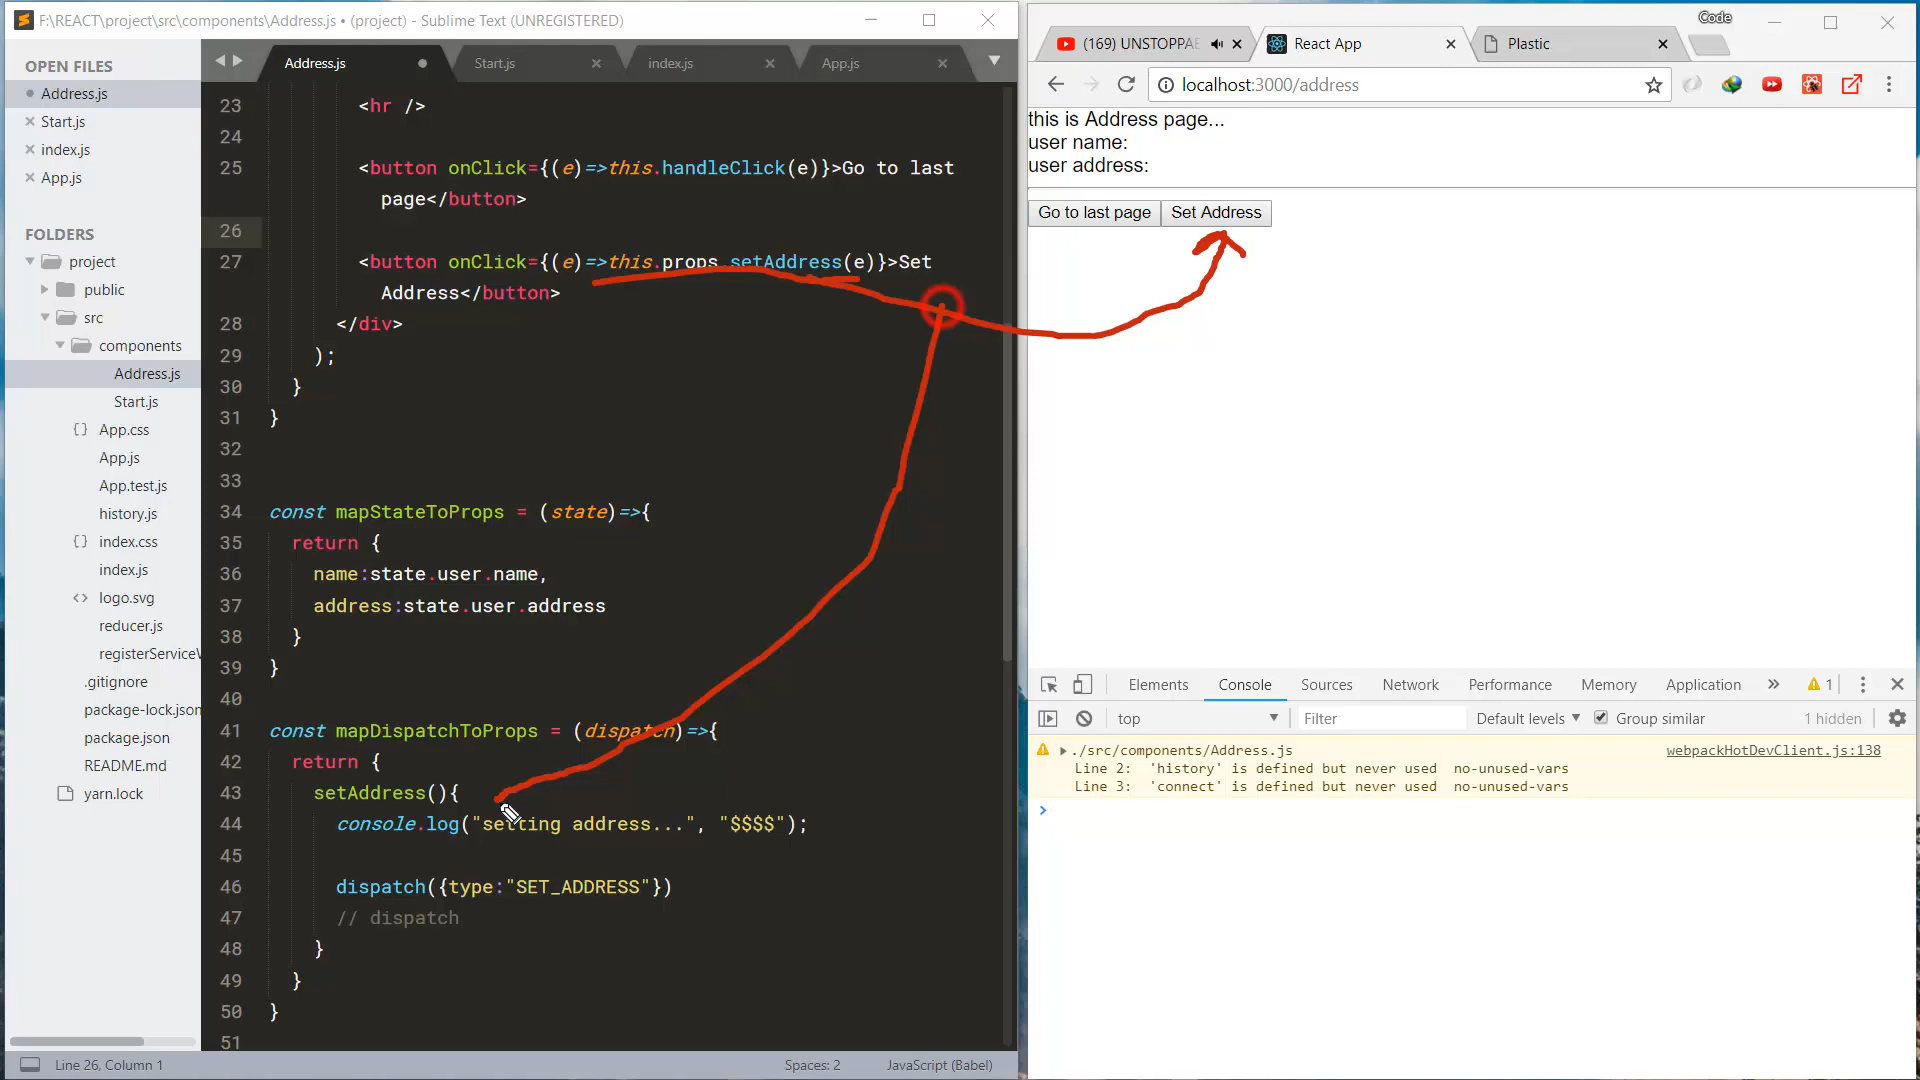 F:\REACT\project\src\components\Address.js • (project) - Sublime Text (UNREGISTERED)
OPEN FILES
Address.js
Start.js
index.js
App.js
FOLDERS
project
public
src
components
Address.js
Start.js
App.css
App.js
App.test.js
history.js
index.css
index.js
logo.svg
reducer.js
registerServiceW
.gitignore
package-lock.json
package.json
README.md
yarn.lock
Address.js
Start.js
index.js
App.js
23 <hr />
24
25 <button onClick={(e)=>this.handleClick(e)}>Go to last
page</button>
26
27 <button onClick={(e)=>this.props.setAddress(e)}>Set
Address</button>
28 </div>
29 );
30 }
31 }
32
33
34 const mapStateToProps = (state)=>{
35 return {
36 name:state.user.name,
37 address:state.user.address
38 }
39 }
40
41 const mapDispatchToProps = (dispatch)=>{
42 return {
43 setAddress(){
44 console.log("setting address...", "$$$$");
45
46 dispatch({type:"SET_ADDRESS"})
47 // dispatch
48 }
49 }
50 }
51
Line 26, Column 1
Spaces: 2
JavaScript (Babel)
Code
(169) UNSTOPPAB
React App
Plastic
localhost:3000/address
this is Address page...
user name:
user address:
Go to last page
Set Address
Elements
Console
Sources
Network
Performance
Memory
Application
»
1
top
Filter
Default levels
Group similar
1 hidden
./src/components/Address.js
webpackHotDevClient.js:138
Line 2: 'history' is defined but never used no-unused-vars
Line 3: 'connect' is defined but never used no-unused-vars